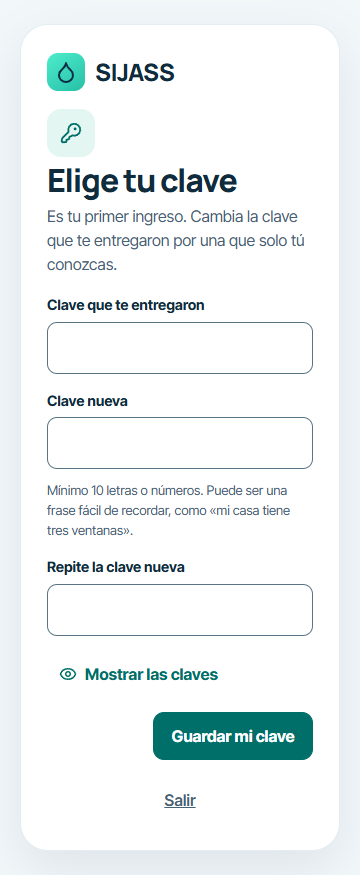 SIJASS
Elige tu clave
Es tu primer ingreso. Cambia la clave
que te entregaron por una que solo tú
conozcas.
Clave que te entregaron
Clave nueva
Mínimo 10 letras o números. Puede ser una
frase fácil de recordar, como «mi casa tiene
tres ventanas».
Repite la clave nueva
Mostrar las claves
Guardar mi clave
Salir